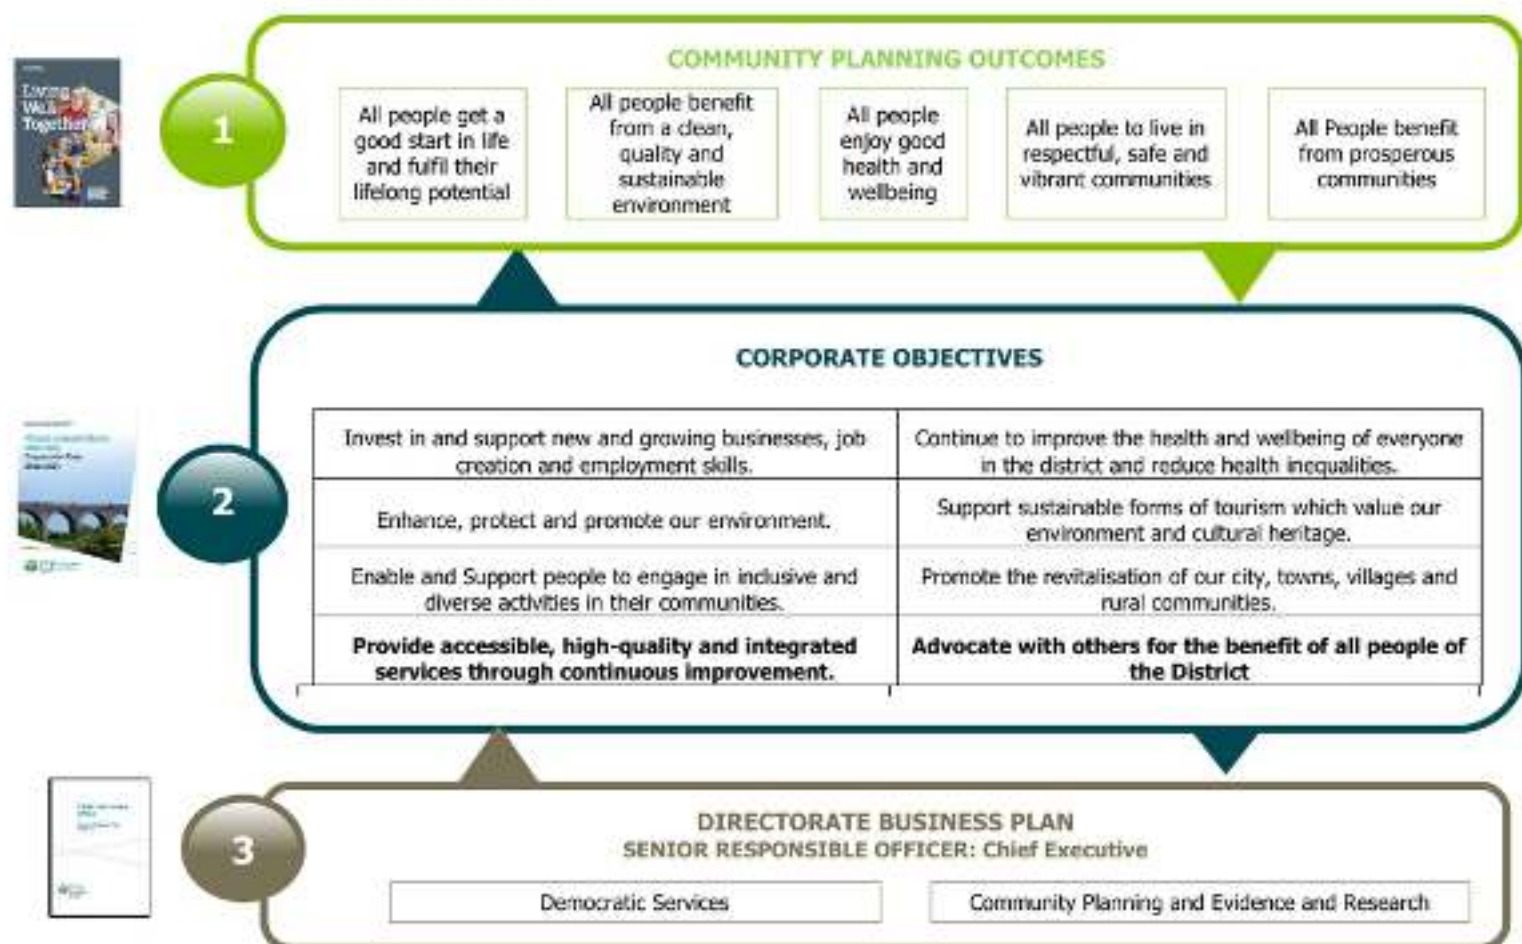 COMMUNITY PLANNING OUTCOMES
Living
Well
Together
1
All people get a
good start in life
and fulfil their
lifelong potential
All people benefit
from a clean,
quality and
sustainable
environment
All people
enjoy good
health and
wellbeing
All people to live in
respectful, safe and
vibrant communities
All People benefit
from prosperous
communities
CORPORATE OBJECTIVES
2
Invest in and support new and growing businesses, job
creation and employment skills.
Continue to improve the health and wellbeing of everyone
in the district and reduce health inequalities.
Enhance, protect and promote our environment.
Support sustainable forms of tourism which value our
environment and cultural heritage.
Enable and Support people to engage in inclusive and
diverse activities in their communities.
Promote the revitalisation of our city, towns, villages and
rural communities.
Provide accessible, high-quality and integrated
services through continuous improvement.
Advocate with others for the benefit of all people of
the District
3
DIRECTORATE BUSINESS PLAN
SENIOR RESPONSIBLE OFFICER: Chief Executive
Democratic Services
Community Planning and Evidence and Research